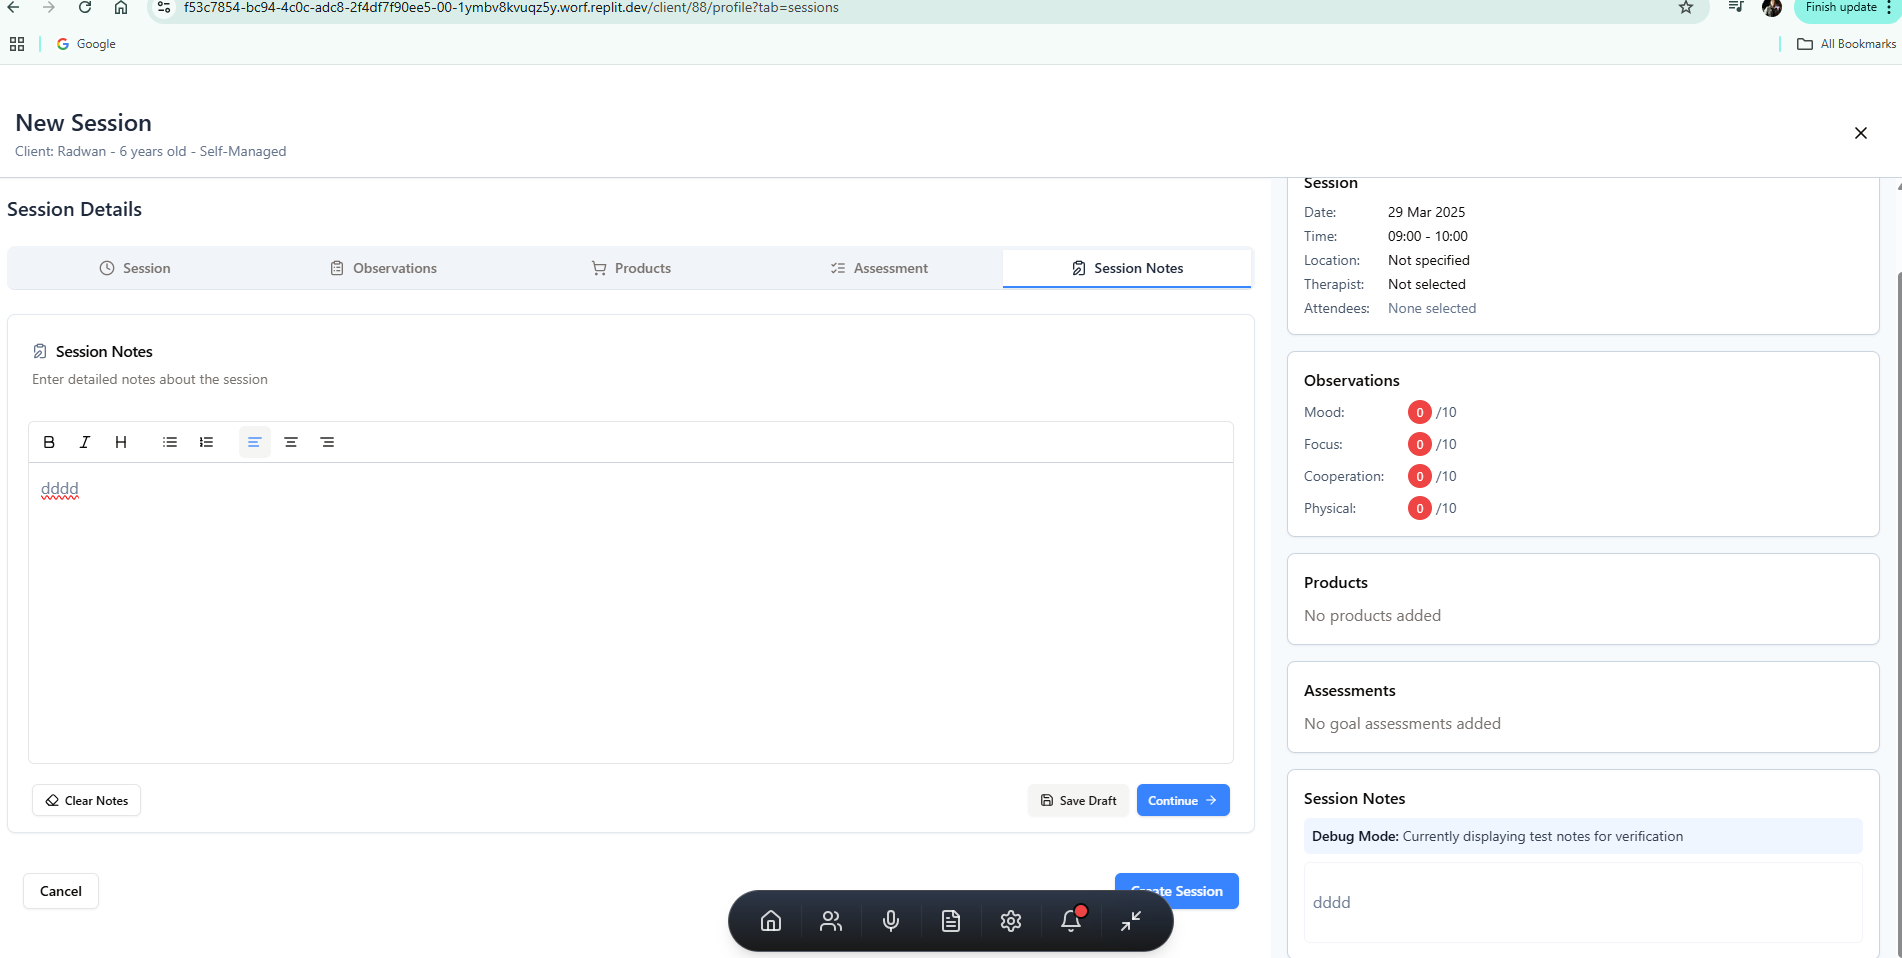 f53c7854-bc94-4c0c-adc8-2f4df7f90ee5-00-1ymbv8kvuqz5y.worf.replit.dev/client/88/profile?tab=sessions
Finish update
Google
All Bookmarks
New Session
Client: Radwan - 6 years old - Self-Managed
Session Details
Session
Observations
Products
Assessment
Session Notes
Session Notes
Enter detailed notes about the session
B I H
dddd
Clear Notes
Save Draft
Continue
Cancel
Create Session
Session
Date: 29 Mar 2025
Time: 09:00 - 10:00
Location: Not specified
Therapist: Not selected
Attendees: None selected
Observations
Mood: 0 /10
Focus: 0 /10
Cooperation: 0 /10
Physical: 0 /10
Products
No products added
Assessments
No goal assessments added
Session Notes
Debug Mode: Currently displaying test notes for verification
dddd